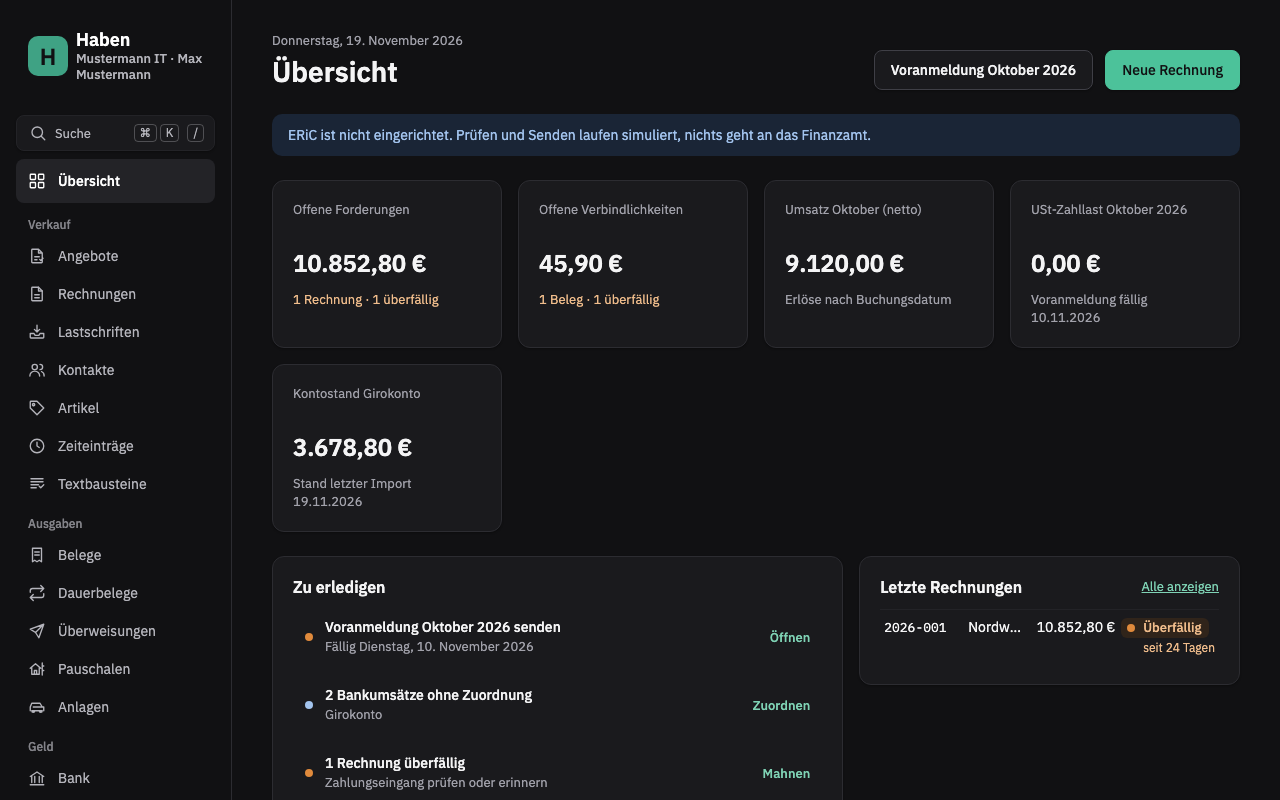 H
Haben
Mustermann IT · Max
Mustermann
Suche
⌘ K /
Übersicht
Verkauf
Angebote
Rechnungen
Lastschriften
Kontakte
Artikel
Zeiteinträge
Textbausteine
Ausgaben
Belege
Dauerbelege
Überweisungen
Pauschalen
Anlagen
Geld
Bank
Donnerstag, 19. November 2026
Übersicht
Voranmeldung Oktober 2026
Neue Rechnung
ERiC ist nicht eingerichtet. Prüfen und Senden laufen simuliert, nichts geht an das Finanzamt.
Offene Forderungen
10.852,80 €
1 Rechnung · 1 überfällig
Offene Verbindlichkeiten
45,90 €
1 Beleg · 1 überfällig
Umsatz Oktober (netto)
9.120,00 €
Erlöse nach Buchungsdatum
USt-Zahllast Oktober 2026
0,00 €
Voranmeldung fällig
10.11.2026
Kontostand Girokonto
3.678,80 €
Stand letzter Import
19.11.2026
Zu erledigen
Voranmeldung Oktober 2026 senden
Fällig Dienstag, 10. November 2026
Öffnen
2 Bankumsätze ohne Zuordnung
Girokonto
Zuordnen
1 Rechnung überfällig
Zahlungseingang prüfen oder erinnern
Mahnen
Letzte Rechnungen
Alle anzeigen
2026-001 Nordw... 10.852,80 € Überfällig
seit 24 Tagen